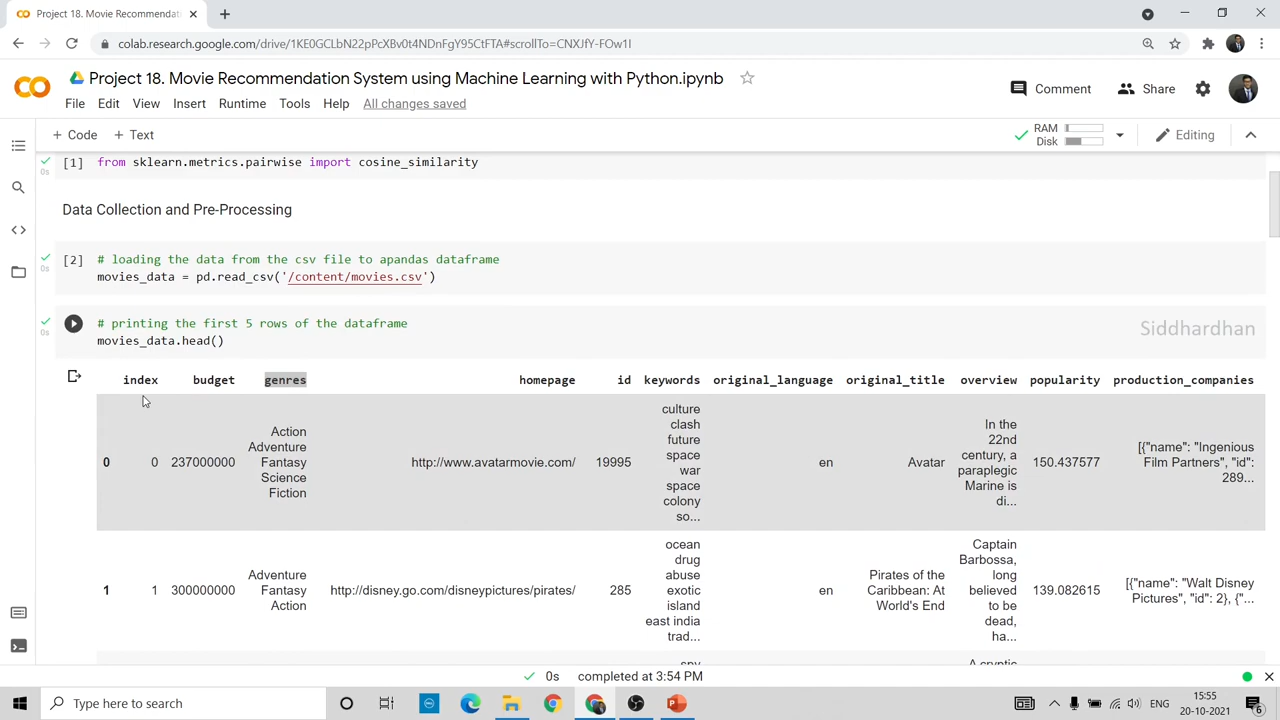 Project 18. Movie Recommendat
colab.research.google.com/drive/1KE0GCLbN22pPcXBv0t4NDnFgY95CtFTA#scrollTo=CNXJfY-FOw1I
Project 18. Movie Recommendation System using Machine Learning with Python.ipynb
Comment
Share
File Edit View Insert Runtime Tools Help All changes saved
+ Code + Text
RAM
Disk
Editing
[1] from sklearn.metrics.pairwise import cosine_similarity
0s
Data Collection and Pre-Processing
[2] # loading the data from the csv file to apandas dataframe
0s
movies_data = pd.read_csv('/content/movies.csv')
# printing the first 5 rows of the dataframe
0s
movies_data.head()
Siddhardhan
index budget genres homepage id keywords original_language original_title overview popularity production_companies
0 0 237000000 Action Adventure Fantasy Science Fiction http://www.avatarmovie.com/ 19995 culture clash future space war space colony so... en Avatar In the 22nd century, a paraplegic Marine is di... 150.437577 [{"name": "Ingenious Film Partners", "id": 289...
1 1 300000000 Adventure Fantasy Action http://disney.go.com/disneypictures/pirates/ 285 ocean drug abuse exotic island east india trad... en Pirates of the Caribbean: At World's End Captain Barbossa, long believed to be dead, ha... 139.082615 [{"name": "Walt Disney Pictures", "id": 2}, {"...
spy A cryptic
0s completed at 3:54 PM
Type here to search
ENG
15:55
20-10-2021
6